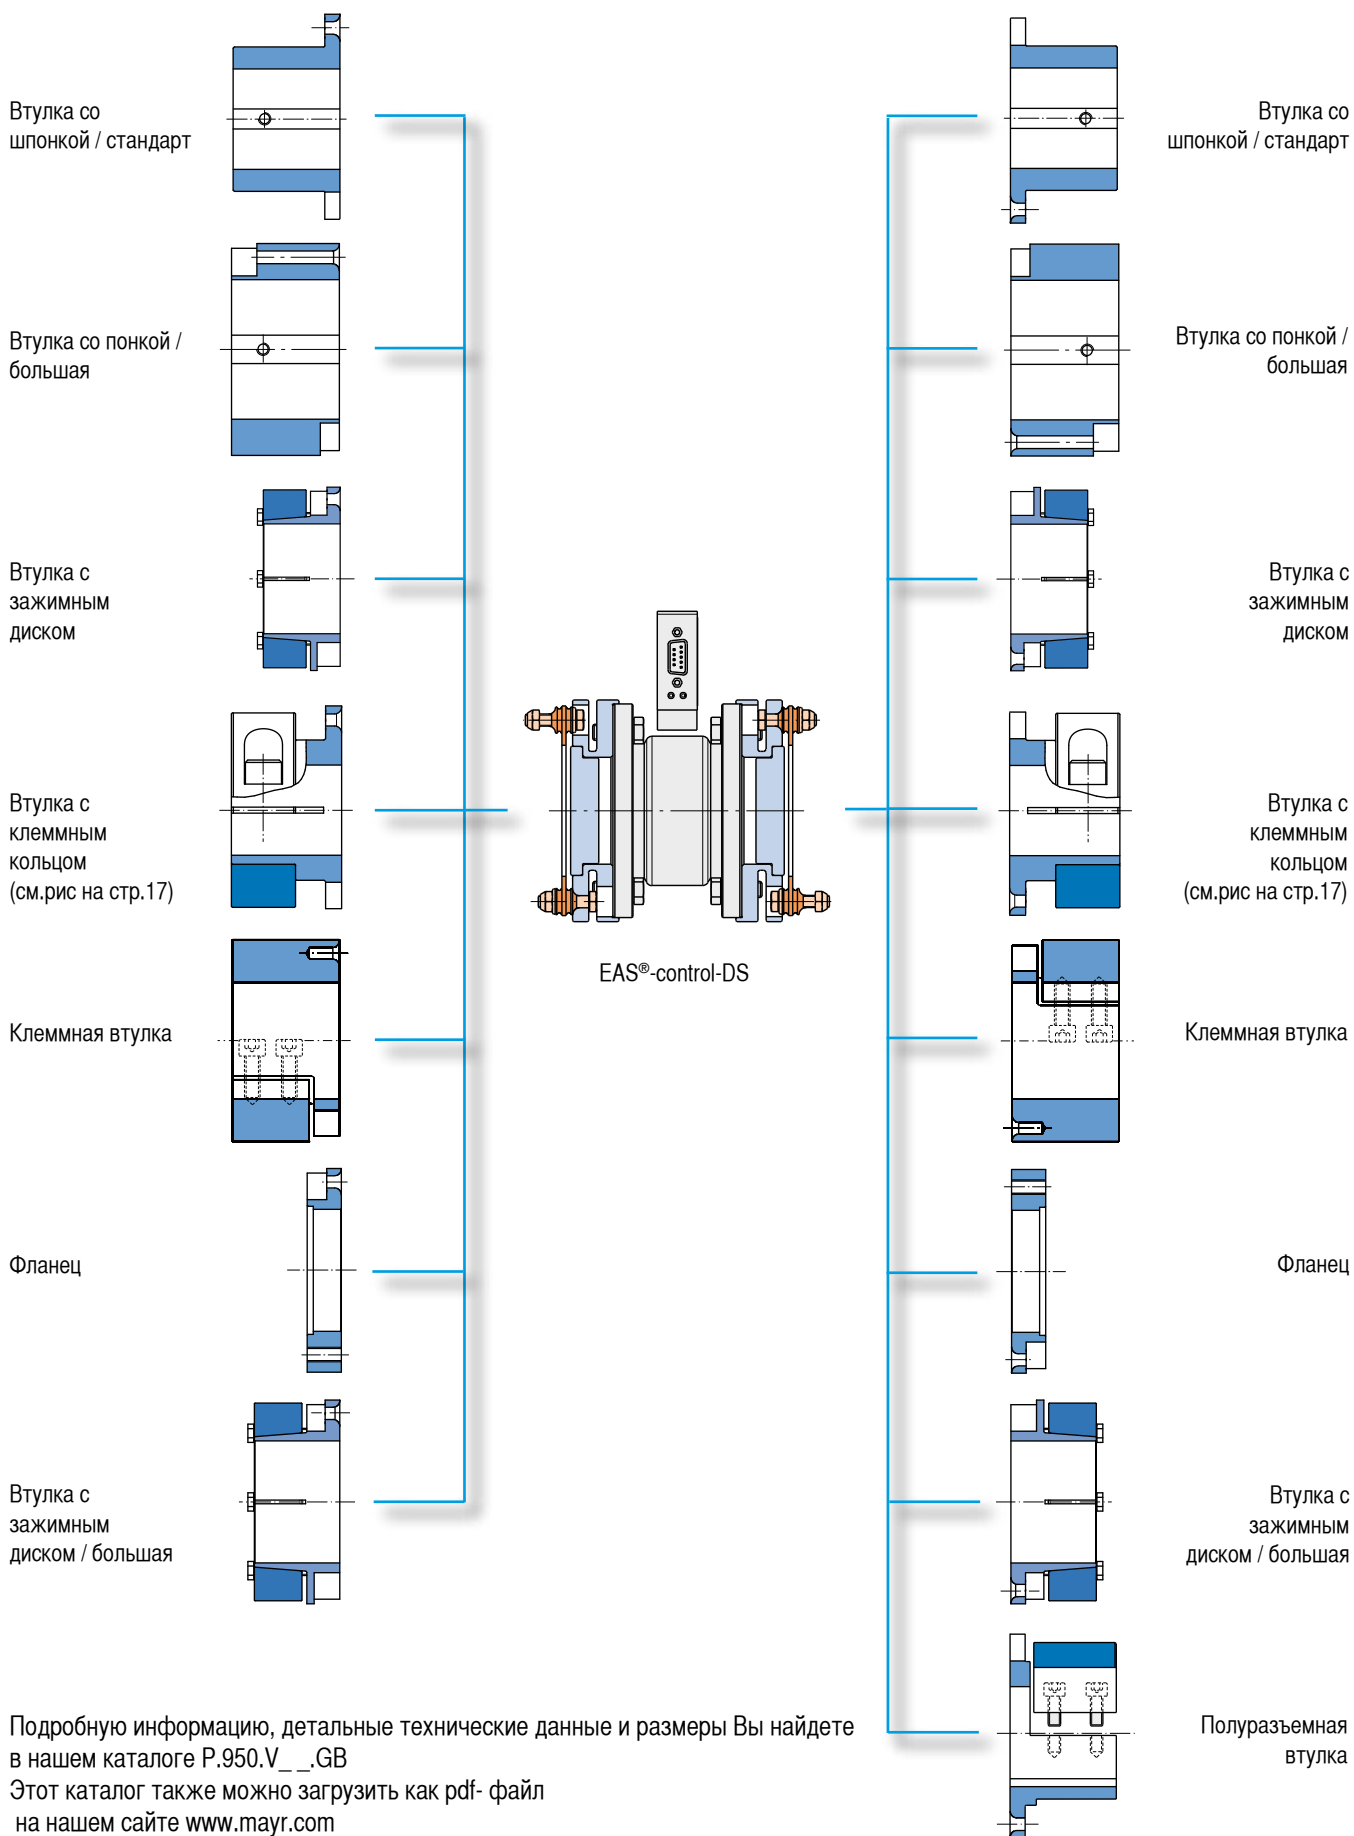 Втулка со
шпонкой / стандарт
Втулка со понкой /
большая
Втулка с
зажимным
диском
Втулка с
клеммным
кольцом
(см.рис на стр.17)
Клеммная втулка
Фланец
Втулка с
зажимным
диском / большая
EAS®-control-DS
Втулка со
шпонкой / стандарт
Втулка со понкой /
большая
Втулка с
зажимным
диском
Втулка с
клеммным
кольцом
(см.рис на стр.17)
Клеммная втулка
Фланец
Втулка с
зажимным
диском / большая
Полуразъемная
втулка
Подробную информацию, детальные технические данные и размеры Вы найдете
в нашем каталоге P.950.V_ _.GB
Этот каталог также можно загрузить как pdf- файл
на нашем сайте www.mayr.com